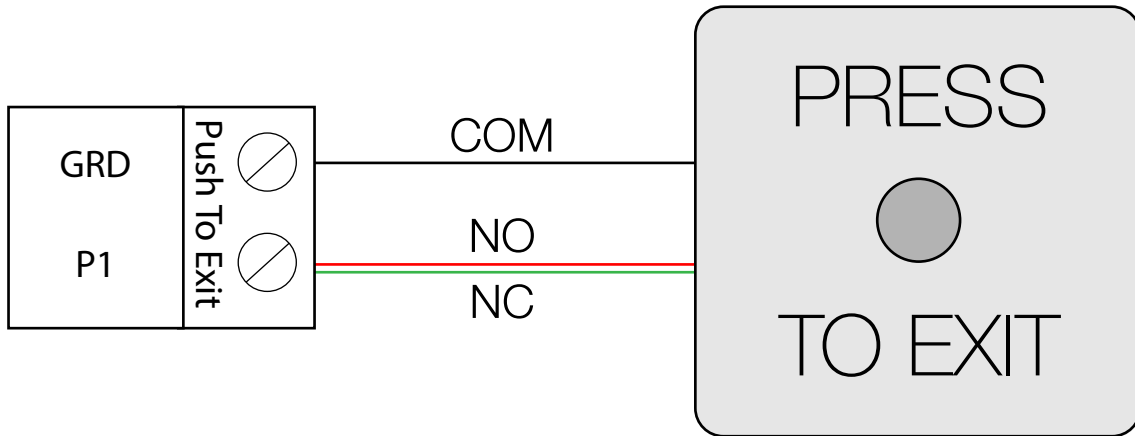 GRD
P1
Push To Exit
COM
NO
NC
PRESS
TO EXIT